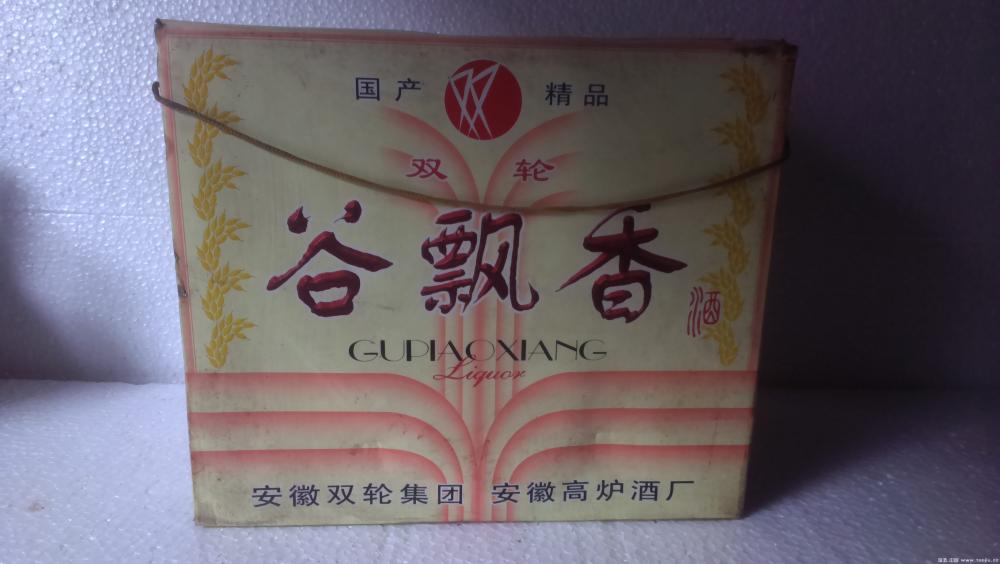 国产 精品
双 轮
谷飘香
酒
GUPIAOXIANG
Liquor
安徽双轮集团 安徽高炉酒厂